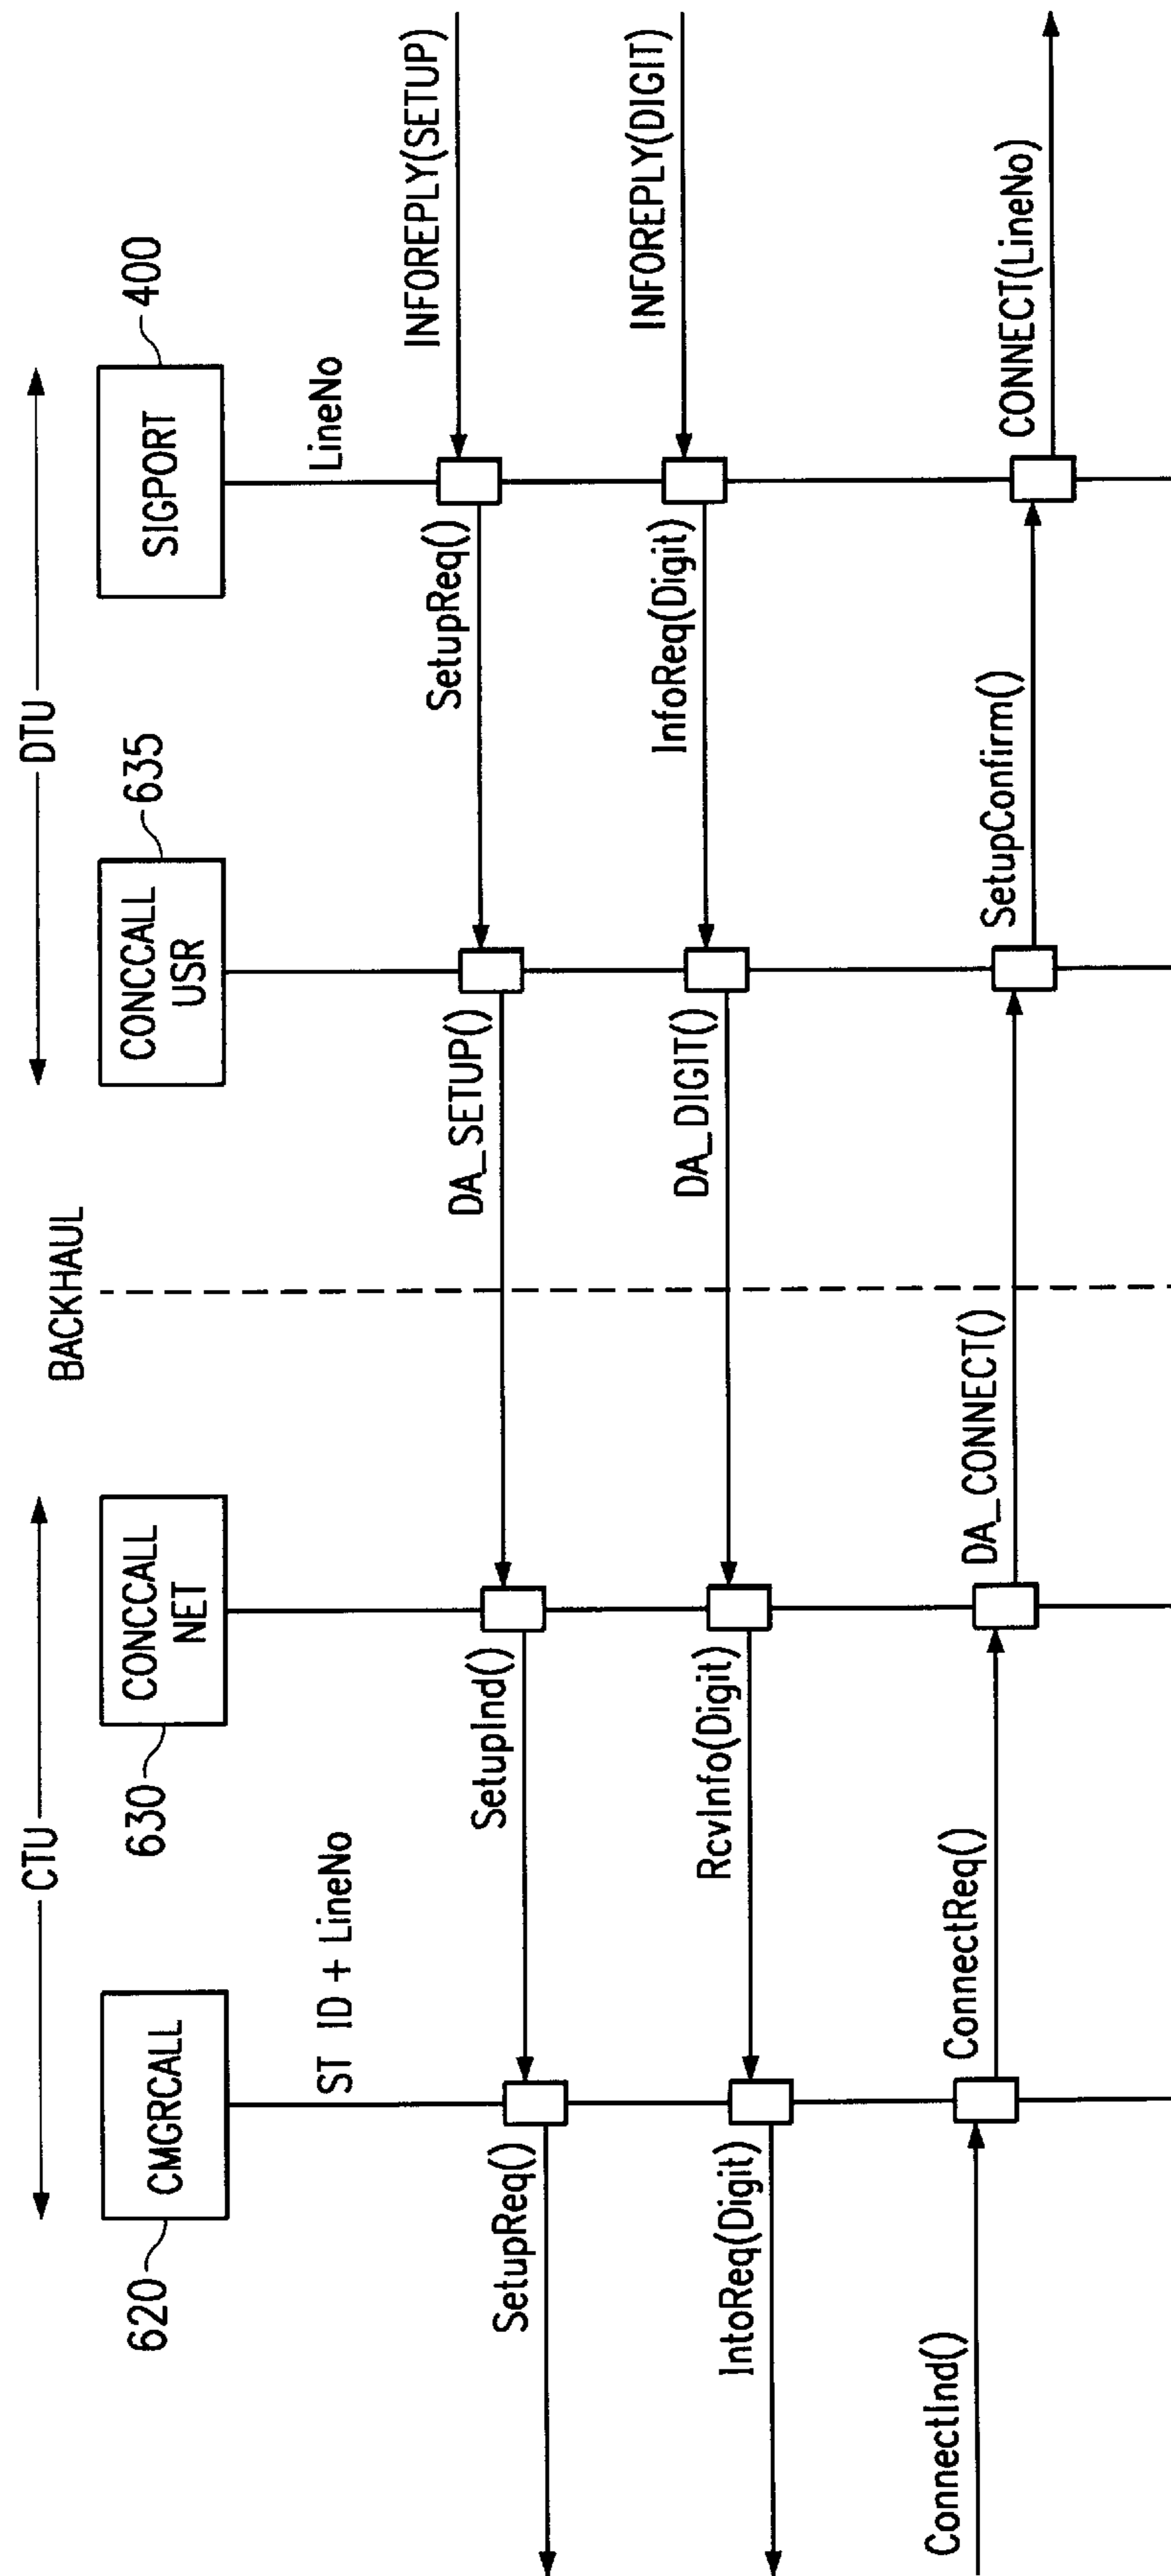 CTU
BACKHAUL
DTU
620
CMGRCALL
630
CONCCALL
NET
CONCCALL
USR
635
SIGPORT
400
ST ID + LineNo
LineNo
SetupReq()
SetupInd()
DA_SETUP()
SetupReq()
INFOREPLY(SETUP)
IntoReq(Digit)
RcvInfo(Digit)
DA_DIGIT()
InfoReq(Digit)
INFOREPLY(DIGIT)
ConnectInd()
ConnectReq()
DA_CONNECT()
SetupConfirm()
CONNECT(LineNo)